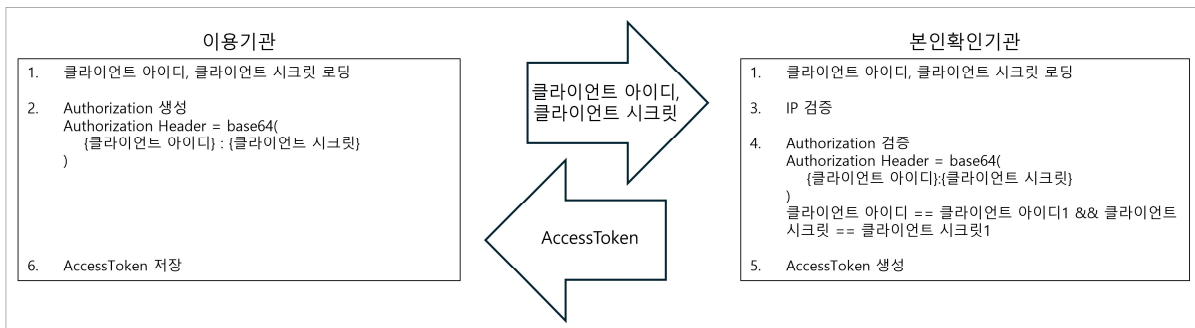 이용기관
1. 클라이언트 아이디, 클라이언트 시크릿 로딩
2. Authorization 생성
Authorization Header = base64(
{클라이언트 아이디} : {클라이언트 시크릿}
)
6. AccessToken 저장
클라이언트 아이디,
클라이언트 시크릿
AccessToken
본인확인기관
1. 클라이언트 아이디, 클라이언트 시크릿 로딩
3. IP 검증
4. Authorization 검증
Authorization Header = base64(
{클라이언트 아이디}:{클라이언트 시크릿}
)
클라이언트 아이디 == 클라이언트 아이디1 && 클라이언트
시크릿 == 클라이언트 시크릿1
5. AccessToken 생성